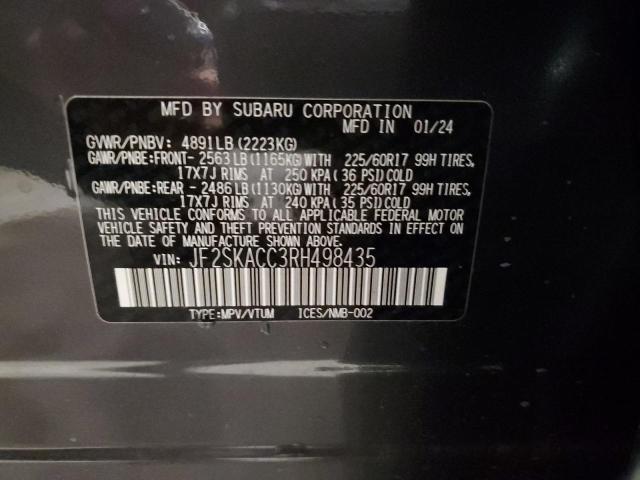 MFD BY SUBARU CORPORATION
MFD IN 01/24
GVWR/PNBV: 4891LB(2223KG)
GAWR/PNBE:FRONT- 2563LB(1165KG)WITH 225/60R17 99H TIRES,
17X7J RIMS AT 250 KPA(36 PSI)COLD
GAWR/PNBE:REAR - 2486LB(1130KG)WITH 225/60R17 99H TIRES,
17X7J RIMS AT 240 KPA(35 PSI)COLD
THIS VEHICLE CONFORMS TO ALL APPLICABLE FEDERAL MOTOR
VEHICLE SAFETY AND THEFT PREVENTION STANDARDS IN EFFECT
ON THE DATE OF MANUFACTURE SHOWN ABOVE.
VIN: JF2SKACC3RH498435
TYPE:MPV/VTUM ICES/NMB-002